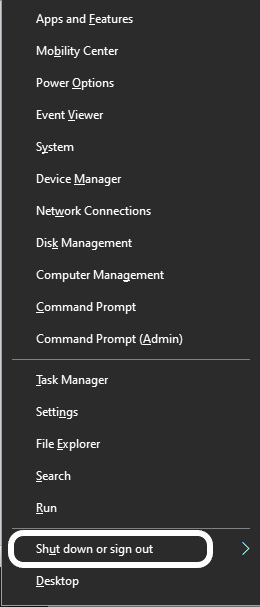 Apps and Features
Mobility Center
Power Options
Event Viewer
System
Device Manager
Network Connections
Disk Management
Computer Management
Command Prompt
Command Prompt (Admin)
Task Manager
Settings
File Explorer
Search
Run
Shut down or sign out
Desktop